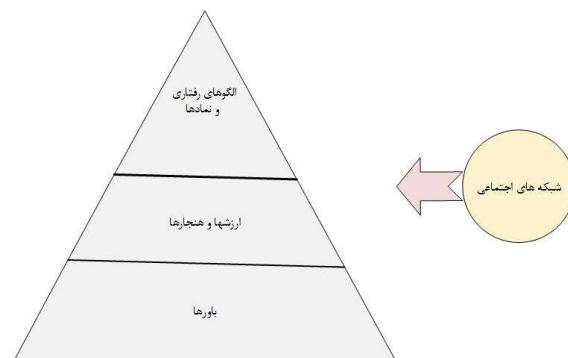 الگوهای رفتاری
و نمادها
ارزشها و هنجارها
باورها
شبکه های اجتماعی